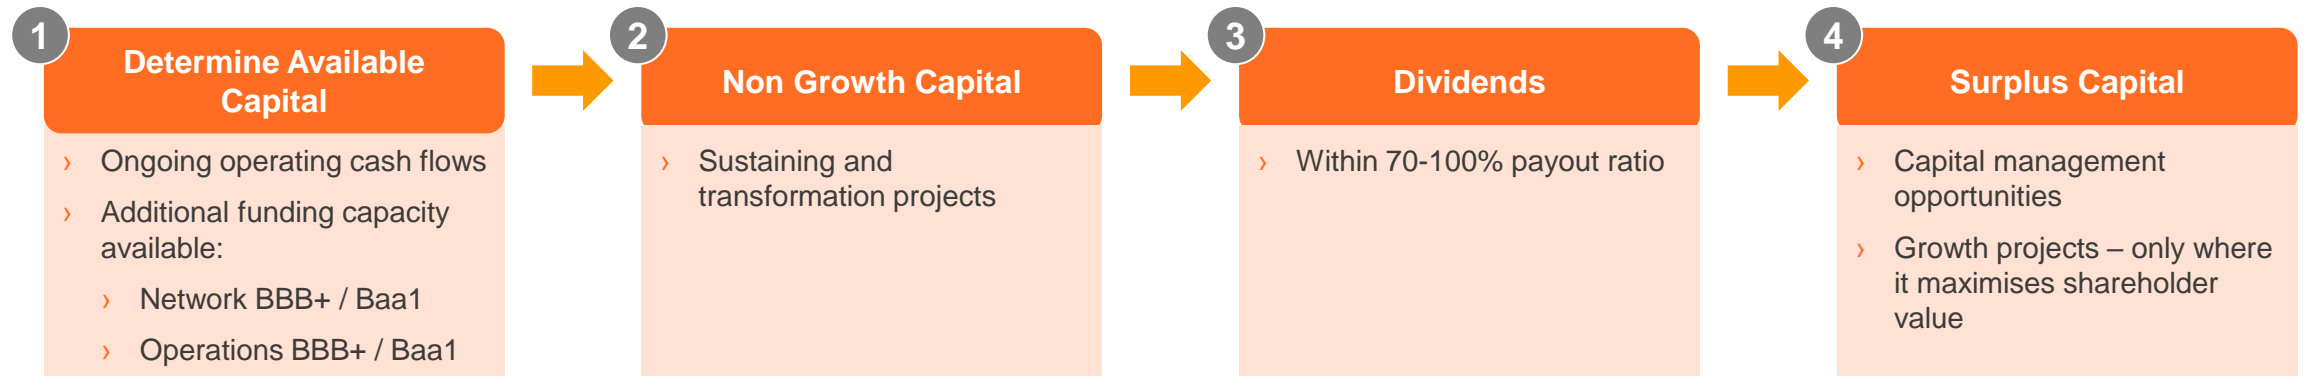 1
Determine Available
Capital
› Ongoing operating cash flows
› Additional funding capacity
available:
› Network BBB+ / Baa1
› Operations BBB+ / Baa1
2
Non Growth Capital
› Sustaining and
transformation projects
3
Dividends
› Within 70-100% payout ratio
4
Surplus Capital
› Capital management
opportunities
› Growth projects – only where
it maximises shareholder
value